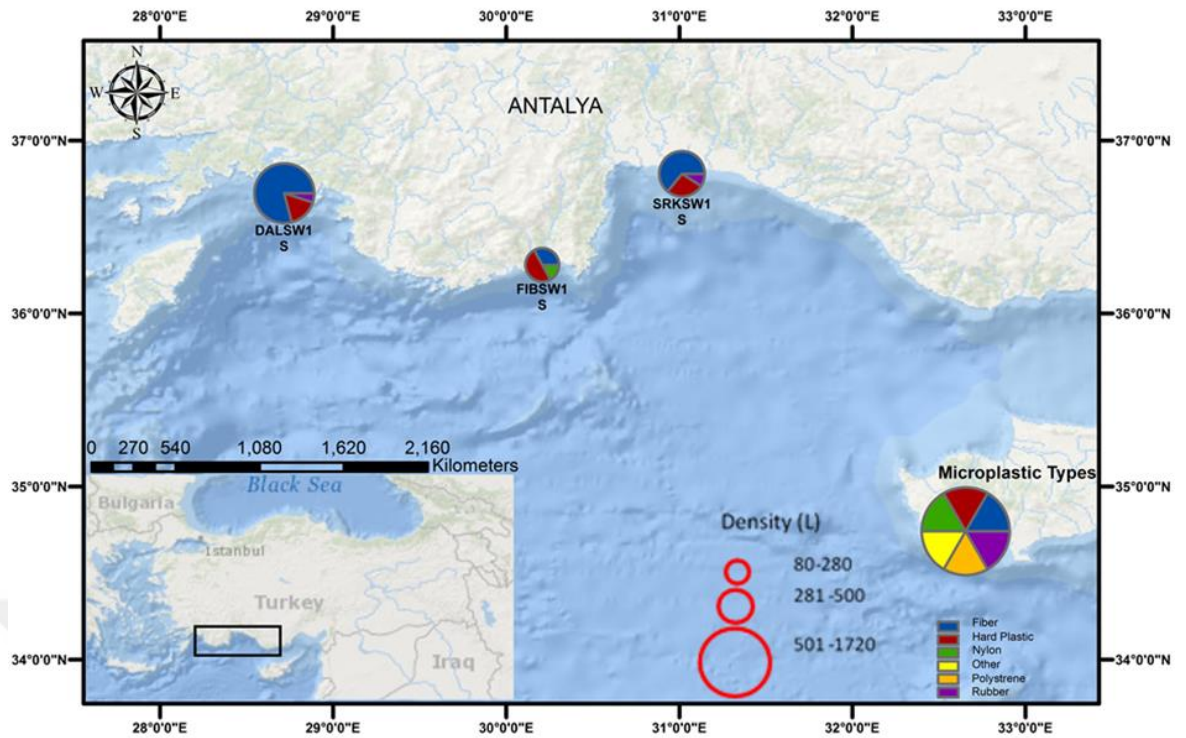 28°0'0"E 29°0'0"E 30°0'0"E 31°0'0"E 32°0'0"E 33°0'0"E
N
W E
S
ANTALYA
37°0'0"N 37°0'0"N
DALSW1
S
SRKSW1
S
FIBSW1
S
36°0'0"N 36°0'0"N
0 270 540 1,080 1,620 2,160
Kilometers
35°0'0"N 35°0'0"N
Microplastic Types
Black Sea
Bulgaria
Istanbul
Turkey
Iraq
Density (L)
80-280
281 -500
501 -1720
Fiber
Hard Plastic
Nylon
Other
Polystrene
Rubber
34°0'0"N 34°0'0"N
28°0'0"E 29°0'0"E 30°0'0"E 31°0'0"E 32°0'0"E 33°0'0"E